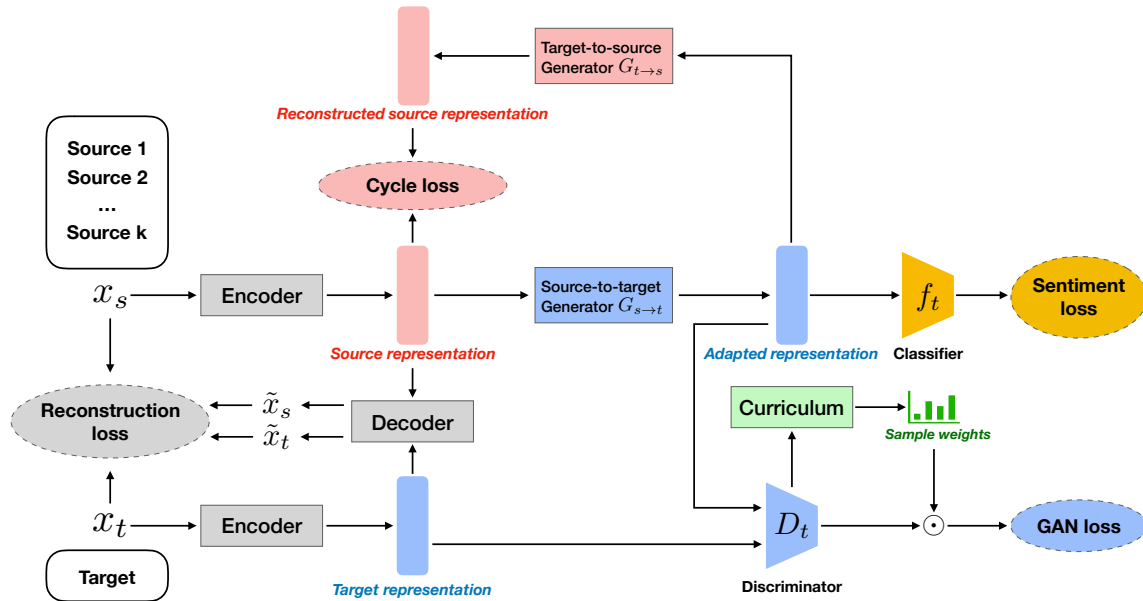 Target-to-source
Generator $G_{t \to s}$
Reconstructed source representation
Source 1
Source 2
...
Source k
Cycle loss
$x_s$
Encoder
Source-to-target
Generator $G_{s \to t}$
$f_t$
Sentiment
loss
Source representation
Adapted representation
Classifier
Reconstruction
loss
$\tilde{x}_s$
$\tilde{x}_t$
Decoder
Curriculum
Sample weights
$x_t$
Encoder
$D_t$
GAN loss
Target
Target representation
Discriminator